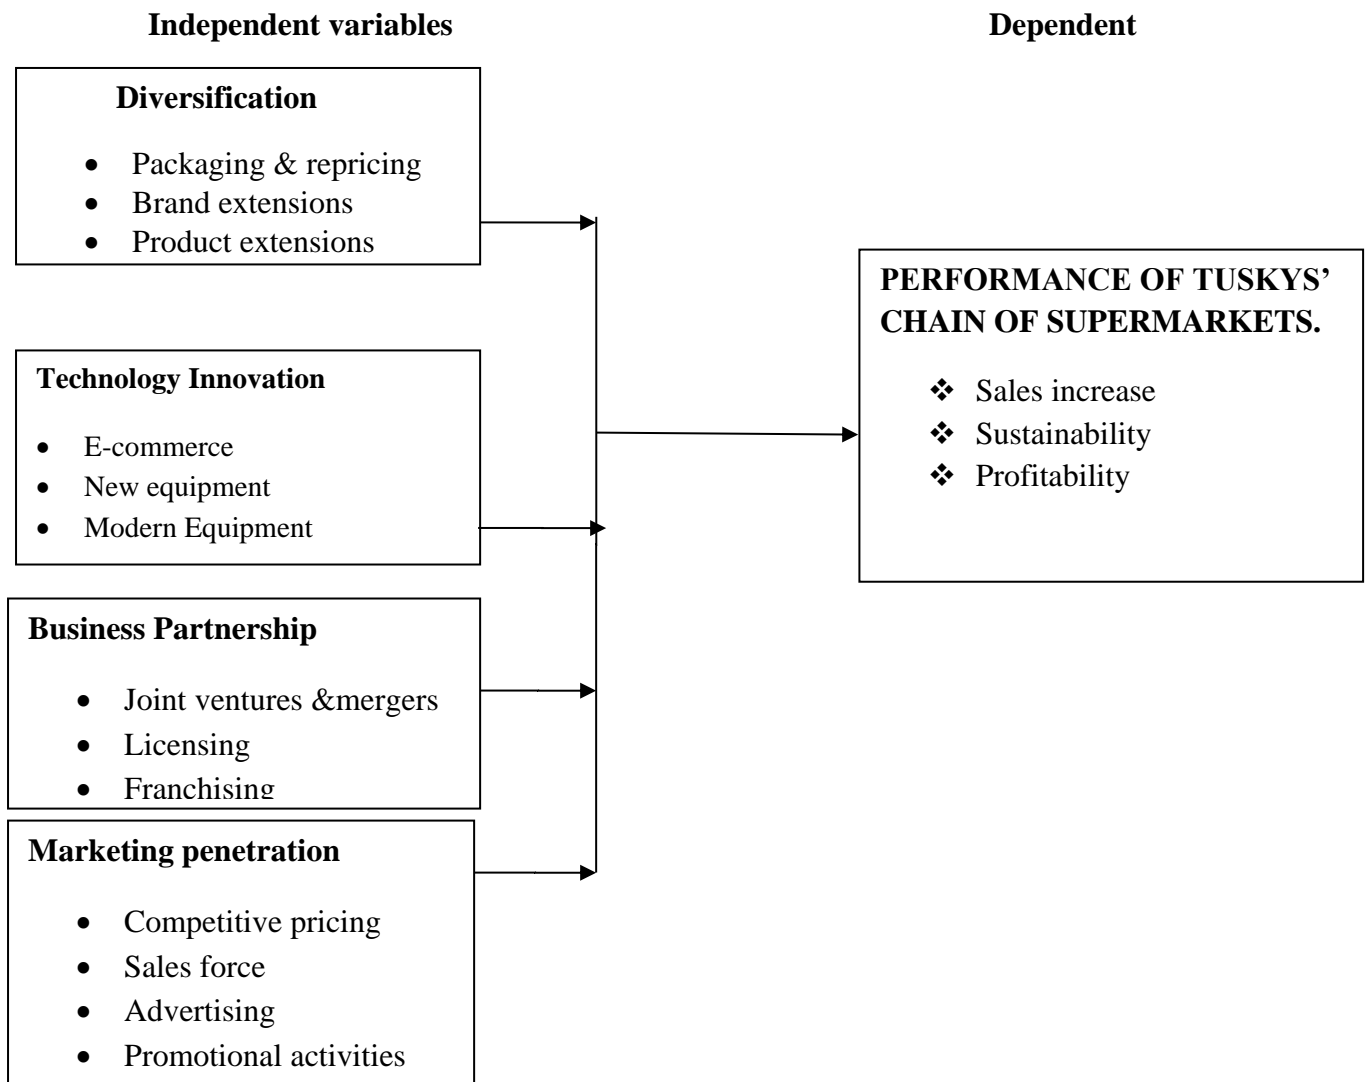 Independent variables
Dependent
Diversification
• Packaging & repricing
• Brand extensions
• Product extensions
Technology Innovation
• E-commerce
• New equipment
• Modern Equipment
Business Partnership
• Joint ventures &mergers
• Licensing
• Franchising
Marketing penetration
• Competitive pricing
• Sales force
• Advertising
• Promotional activities
PERFORMANCE OF TUSKYS’
CHAIN OF SUPERMARKETS.
❖ Sales increase
❖ Sustainability
❖ Profitability